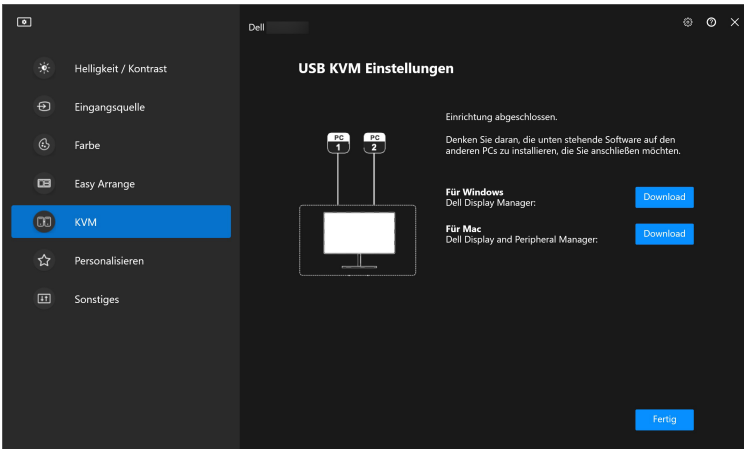 Dell
Helligkeit / Kontrast
Eingangsquelle
Farbe
Easy Arrange
KVM
Personalisieren
Sonstiges
USB KVM Einstellungen
PC
1
PC
2
Einrichtung abgeschlossen.
Denken Sie daran, die unten stehende Software auf den
anderen PCs zu installieren, die Sie anschließen möchten.
Für Windows
Dell Display Manager:
Download
Für Mac
Dell Display and Peripheral Manager:
Download
Fertig